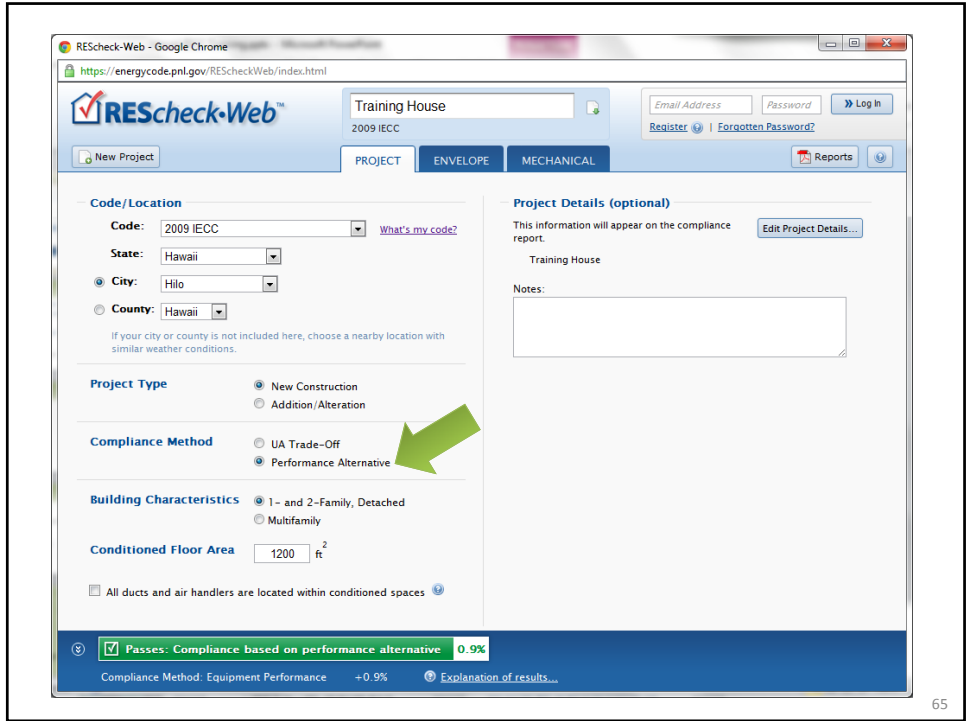 REScheck-Web - Google Chrome
https://energycode.pnl.gov/REScheckWeb/index.html
REScheck•Web™
Training House
2009 IECC
Email Address
Password
Log In
Register | Forgotten Password?
New Project
PROJECT
ENVELOPE
MECHANICAL
Reports
Code/Location
Code: 2009 IECC What's my code?
State: Hawaii
City: Hilo
County: Hawaii
If your city or county is not included here, choose a nearby location with
similar weather conditions.
Project Type
New Construction
Addition/Alteration
Compliance Method
UA Trade-Off
Performance Alternative
Building Characteristics
1- and 2-Family, Detached
Multifamily
Conditioned Floor Area 1200 ft2
All ducts and air handlers are located within conditioned spaces
Project Details (optional)
This information will appear on the compliance
report.
Edit Project Details...
Training House
Notes:
Passes: Compliance based on performance alternative 0.9%
Compliance Method: Equipment Performance +0.9% Explanation of results...
65